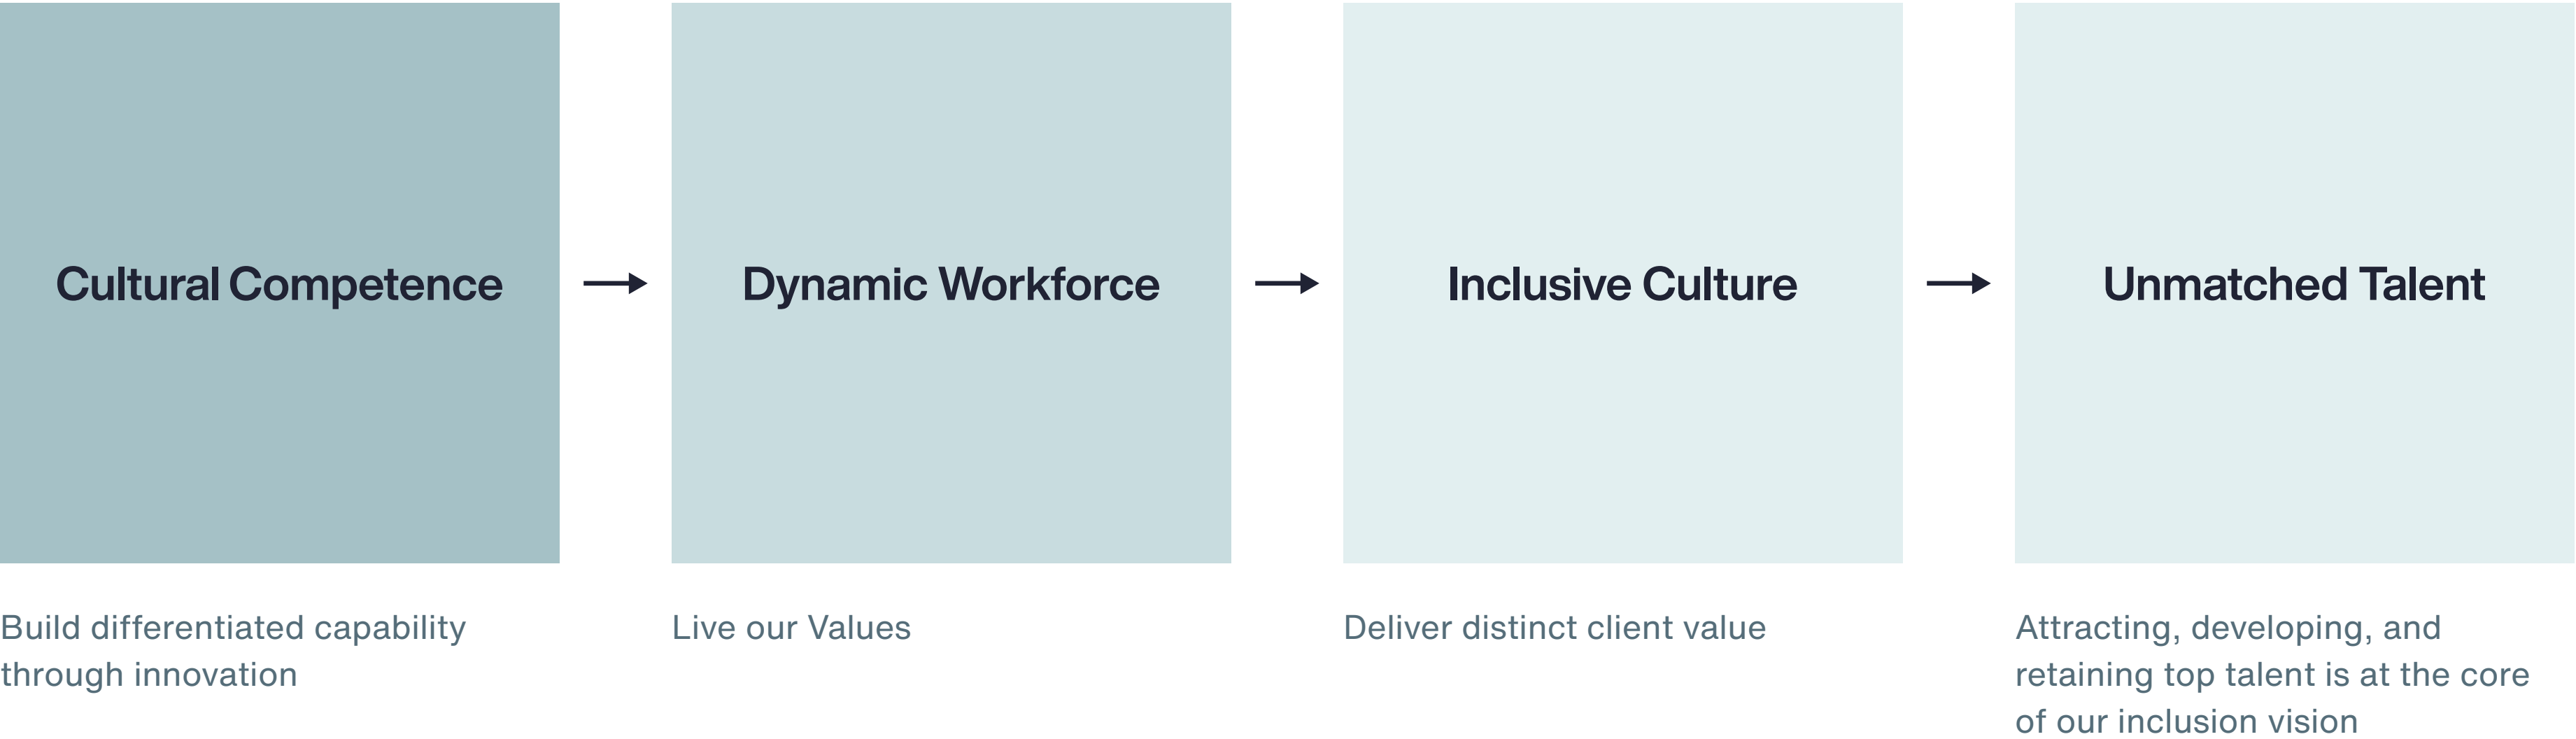 Cultural Competence
Dynamic Workforce
Inclusive Culture
Unmatched Talent
Build differentiated capability
through innovation
Live our Values
Deliver distinct client value
Attracting, developing, and
retaining top talent is at the core
of our inclusion vision